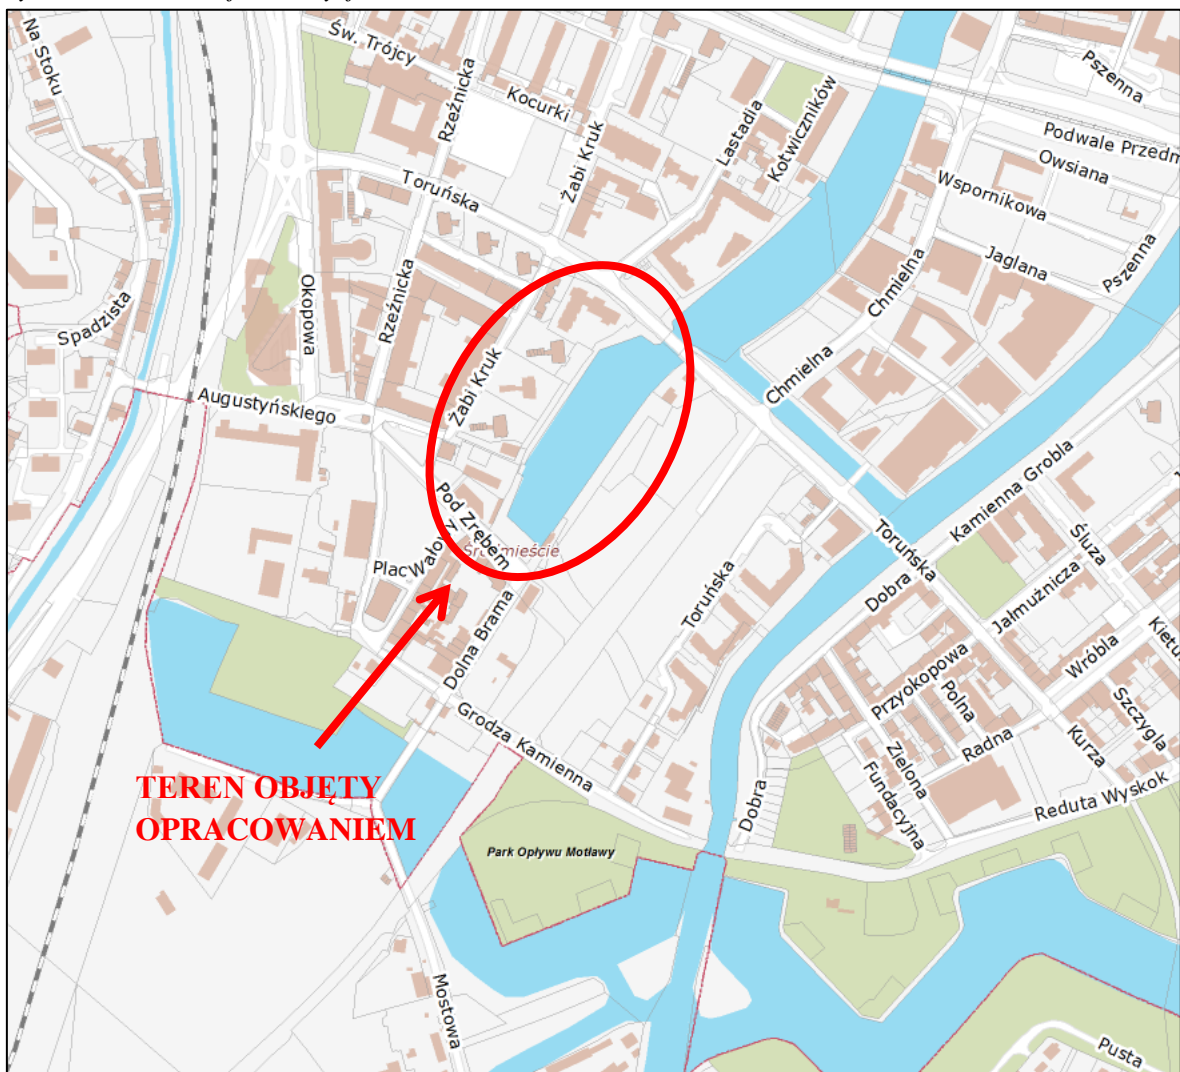 Na Stoku
Św. Trójcy
Rzeźnicka
Kocurki
Żabi Kruk
Lastadia
Kotwiczników
Pszenna
Podwale Przedm
Owsiana
Wspornikowa
Jaglana
Pszenna
Toruńska
Chmielna
Okopowa
Rzeźnicka
Spadzista
Żabi Kruk
Chmielna
Augustyńskiego
Kamienna Grobla
Pod Zrębem
Śródmieście
Plac Wałowy
Toruńska
Śluza
Toruńska
Dobra
Jałmużnicza
Dolna Brama
Wróbla
Przyokopowa
Polna
Szczygla
Grodza Kamienna
Radna
Kurza
Zielona
Fundacyjna
Dobra
Reduta Wyskok
TEREN OBJĘTY
OPRACOWANIEM
Park Opływu Motławy
Mostowa
Pusta